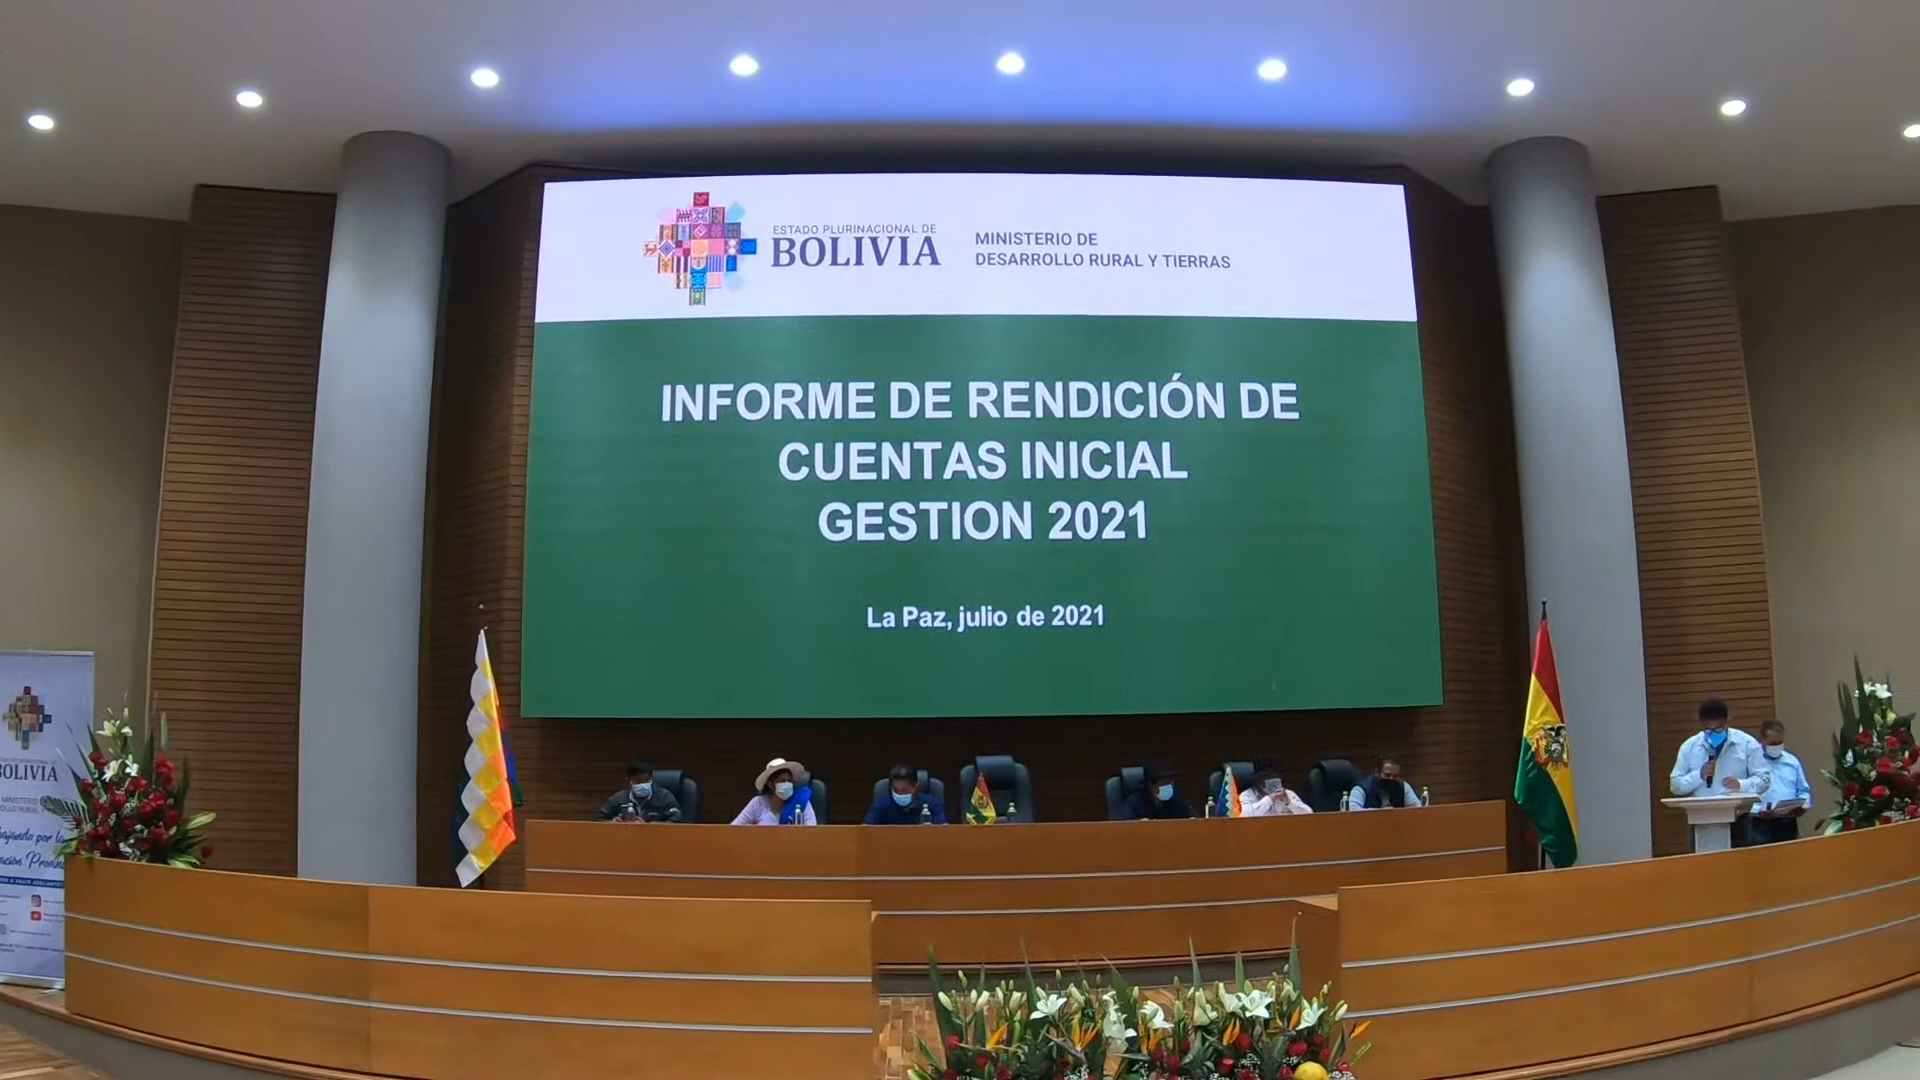 ESTADO PLURINACIONAL DE
BOLIVIA
MINISTERIO DE
DESARROLLO RURAL Y TIERRAS
INFORME DE RENDICIÓN DE
CUENTAS INICIAL
GESTION 2021
La Paz, julio de 2021
BOLIVIA
MINISTERIO